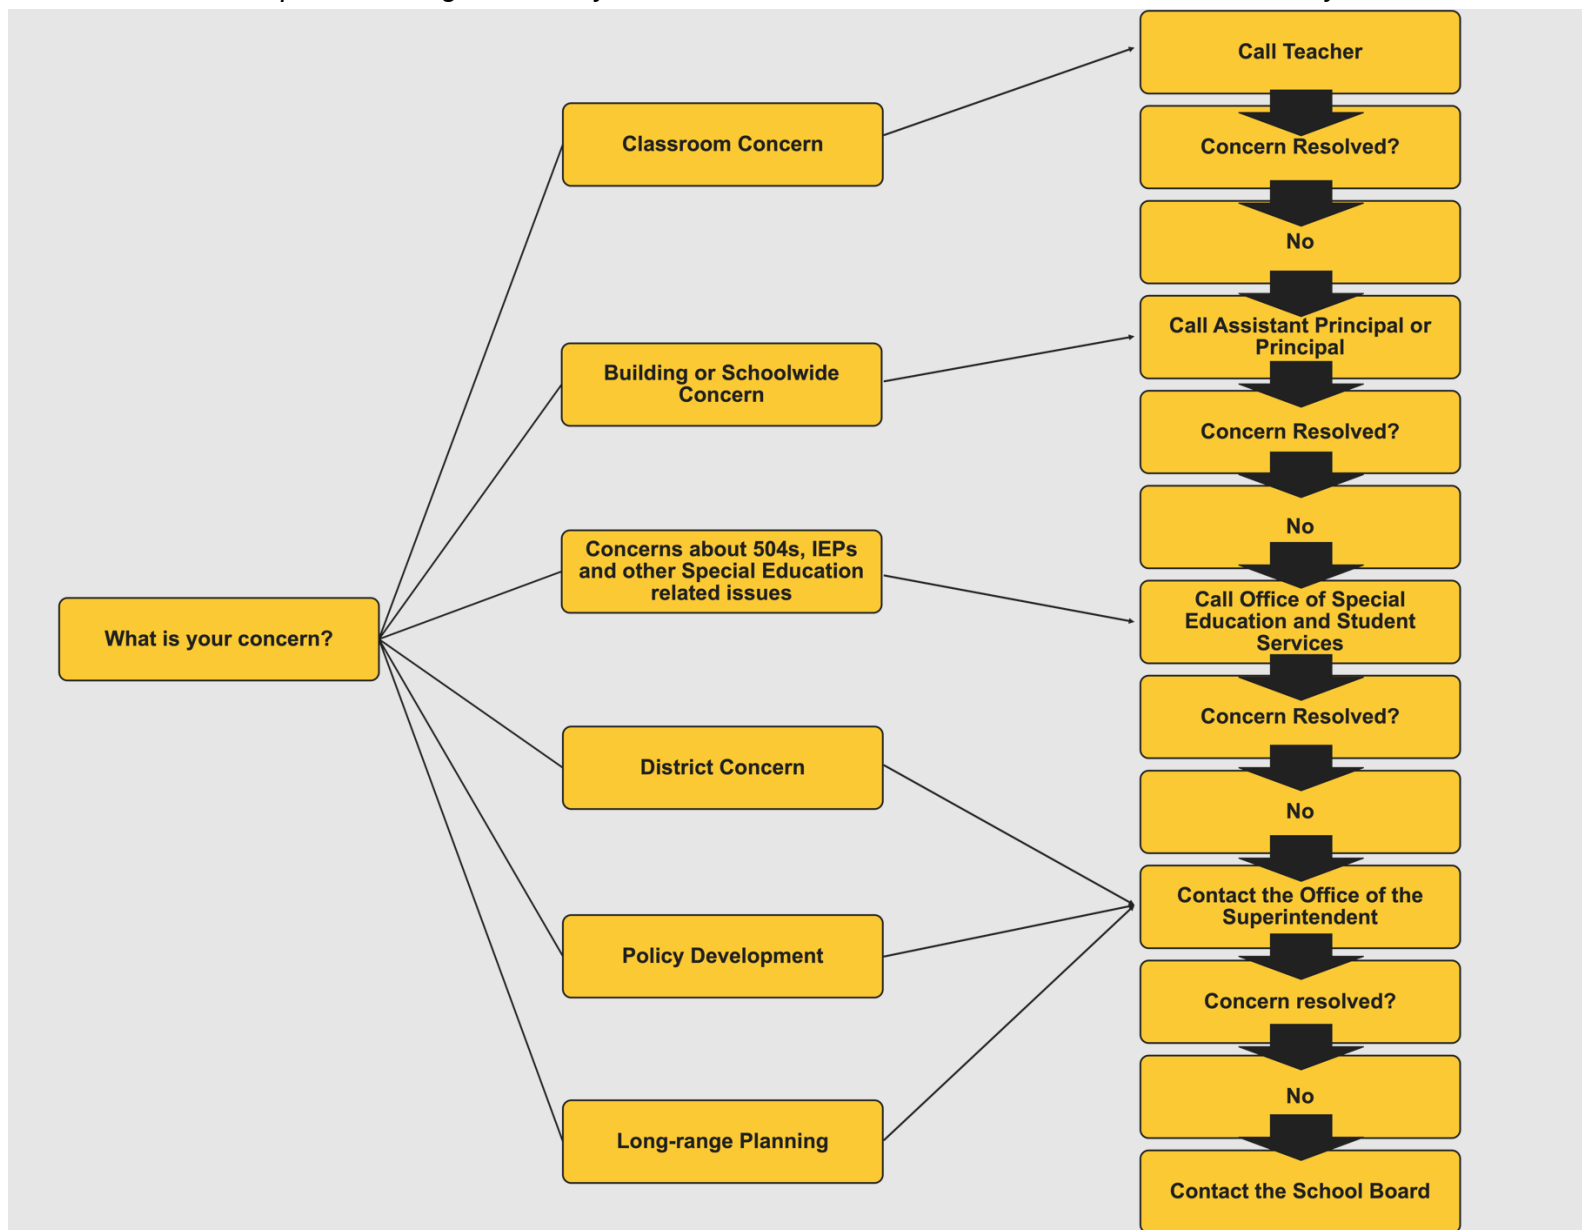 What is your concern?
Classroom Concern
Building or Schoolwide
Concern
Concerns about 504s, IEPs
and other Special Education
related issues
District Concern
Policy Development
Long-range Planning
Call Teacher
Concern Resolved?
No
Call Assistant Principal or
Principal
Concern Resolved?
No
Call Office of Special
Education and Student
Services
Concern Resolved?
No
Contact the Office of the
Superintendent
Concern resolved?
No
Contact the School Board